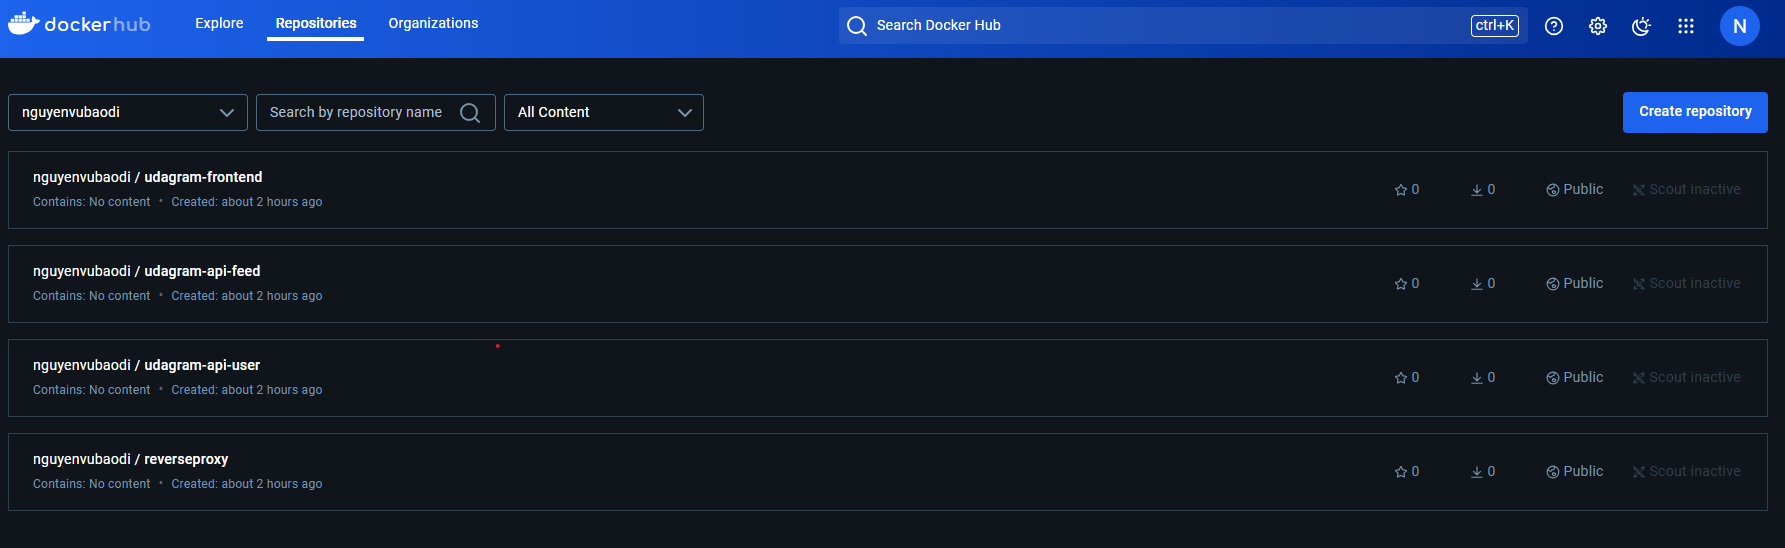 dockerhub Explore Repositories Organizations Search Docker Hub ctrl+K N
nguyenvubaodi Search by repository name All Content Create repository
nguyenvubaodi / udagram-frontend
Contains: No content • Created: about 2 hours ago 0 0 Public Scout inactive
nguyenvubaodi / udagram-api-feed
Contains: No content • Created: about 2 hours ago 0 0 Public Scout inactive
nguyenvubaodi / udagram-api-user
Contains: No content • Created: about 2 hours ago 0 0 Public Scout inactive
nguyenvubaodi / reverseproxy
Contains: No content • Created: about 2 hours ago 0 0 Public Scout inactive